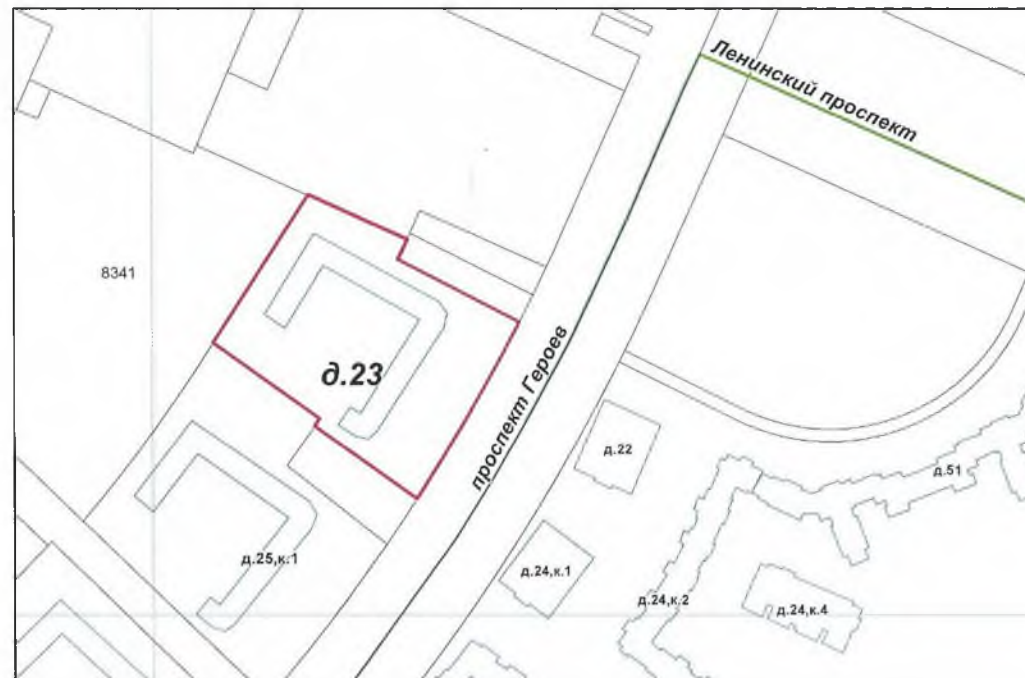 Ленинский проспект
8341
д.23
проспект Героев
д.22
д.51
д.25,к.1
д.24,к.1
д.24,к.2
д.24,к.4